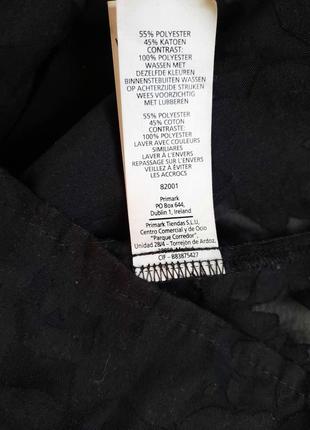 55% POLYESTER
45% KATOEN
CONTRAST:
100% POLYESTER
WASSEN MET
DEZELFDE KLEUREN
BINNENSTEBUITEN WASSEN
OP ACHTERZIJDE STRIJKEN
WEES VOORZICHTIG
MET LUBBEREN
55% POLYESTER
45% COTON
CONTRASTE:
100% POLYESTER
LAVER AVEC COULEURS
SIMILIARES
LAVER À L'ENVERS
REPASSAGE SUR L'ENVERS
VEILLEZ À ÉVITER
LES ACCROCS
82001
Primark
PO Box 644,
Dublin 1, Ireland.
Primark Tiendas S.L.U,
Centro Comercial y de Ocio
"Parque Corredor",
Unidad 28/4 - Torrejón de Ardoz,
Madrid
CIF - B83875427